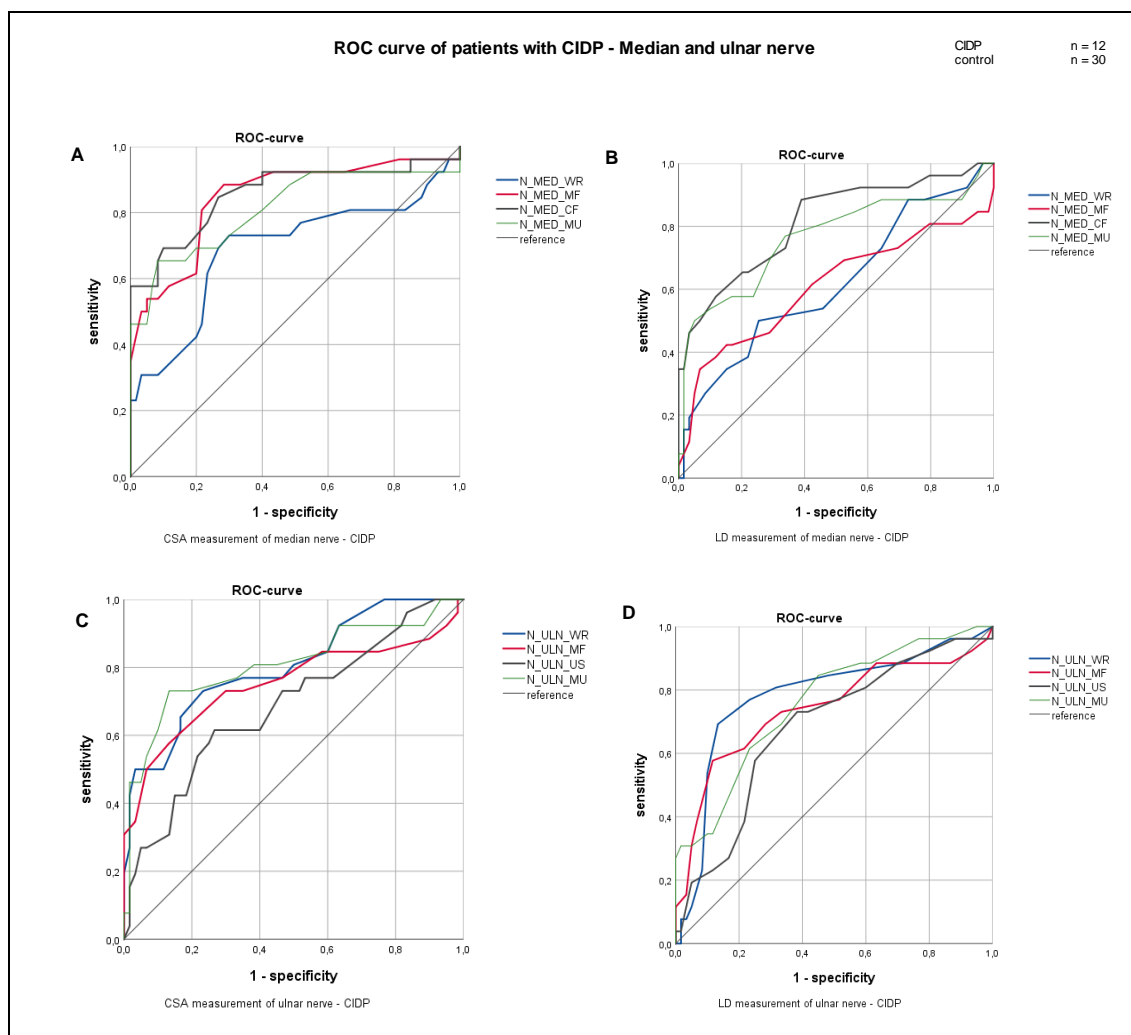 ROC curve of patients with CIDP - Median and ulnar nerve
CIDP n = 12
control n = 30
A
ROC-curve
1,0
0,8
0,6
0,4
0,2
0,0
sensitivity
0,0 0,2 0,4 0,6 0,8 1,0
1 - specificity
N_MED_WR
N_MED_MF
N_MED_CF
N_MED_MU
reference
CSA measurement of median nerve - CIDP
B
ROC-curve
1,0
0,8
0,6
0,4
0,2
0,0
sensitivity
0,0 0,2 0,4 0,6 0,8 1,0
1 - specificity
N_MED_WR
N_MED_MF
N_MED_CF
N_MED_MU
reference
LD measurement of median nerve - CIDP
C
ROC-curve
1,0
0,8
0,6
0,4
0,2
0,0
sensitivity
0,0 0,2 0,4 0,6 0,8 1,0
1 - specificity
N_ULN_WR
N_ULN_MF
N_ULN_US
N_ULN_MU
reference
CSA measurement of ulnar nerve - CIDP
D
ROC-curve
1,0
0,8
0,6
0,4
0,2
0,0
sensitivity
0,0 0,2 0,4 0,6 0,8 1,0
1 - specificity
N_ULN_WR
N_ULN_MF
N_ULN_US
N_ULN_MU
reference
LD measurement of ulnar nerve - CIDP